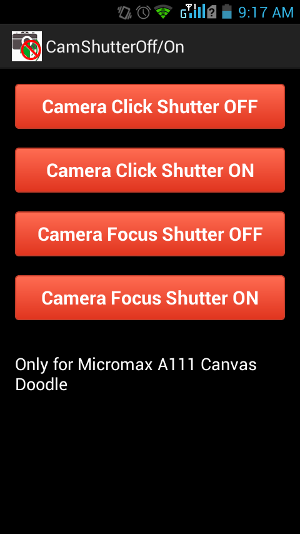 9:17 AM
CamShutterOff/On
Camera Click Shutter OFF
Camera Click Shutter ON
Camera Focus Shutter OFF
Camera Focus Shutter ON
Only for Micromax A111 Canvas
Doodle